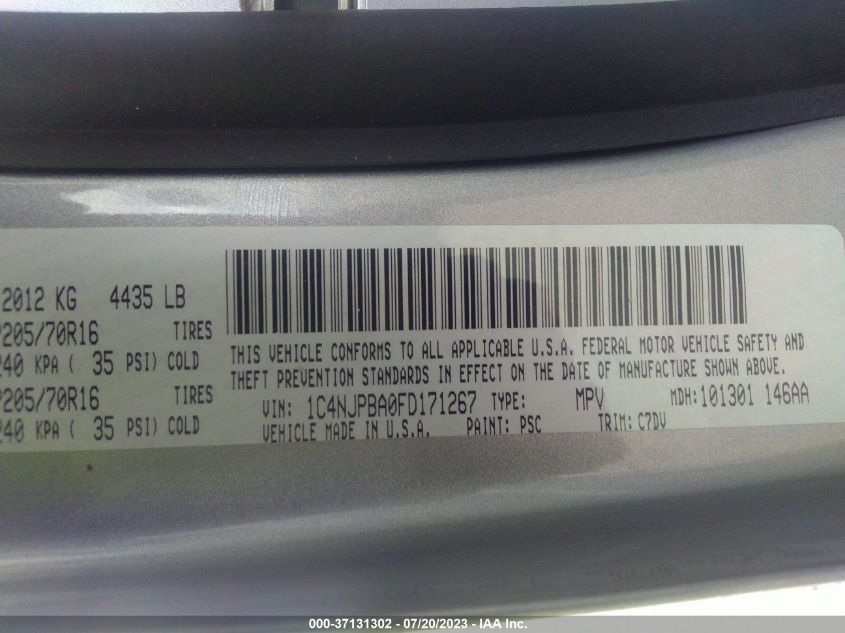 2012 KG 4435 LB
P205/70R16 TIRES
240 KPA ( 35 PSI) COLD
P205/70R16 TIRES
240 KPA ( 35 PSI) COLD
THIS VEHICLE CONFORMS TO ALL APPLICABLE U.S.A. FEDERAL MOTOR VEHICLE SAFETY AND
THEFT PREVENTION STANDARDS IN EFFECT ON THE DATE OF MANUFACTURE SHOWN ABOVE.
VIN: 1C4NJPBA0FD171267 TYPE: MPV MDH: 101301 146AA
VEHICLE MADE IN U.S.A. PAINT: PSC TRIM: C7DV
000-37131302 - 07/20/2023 - IAA Inc.